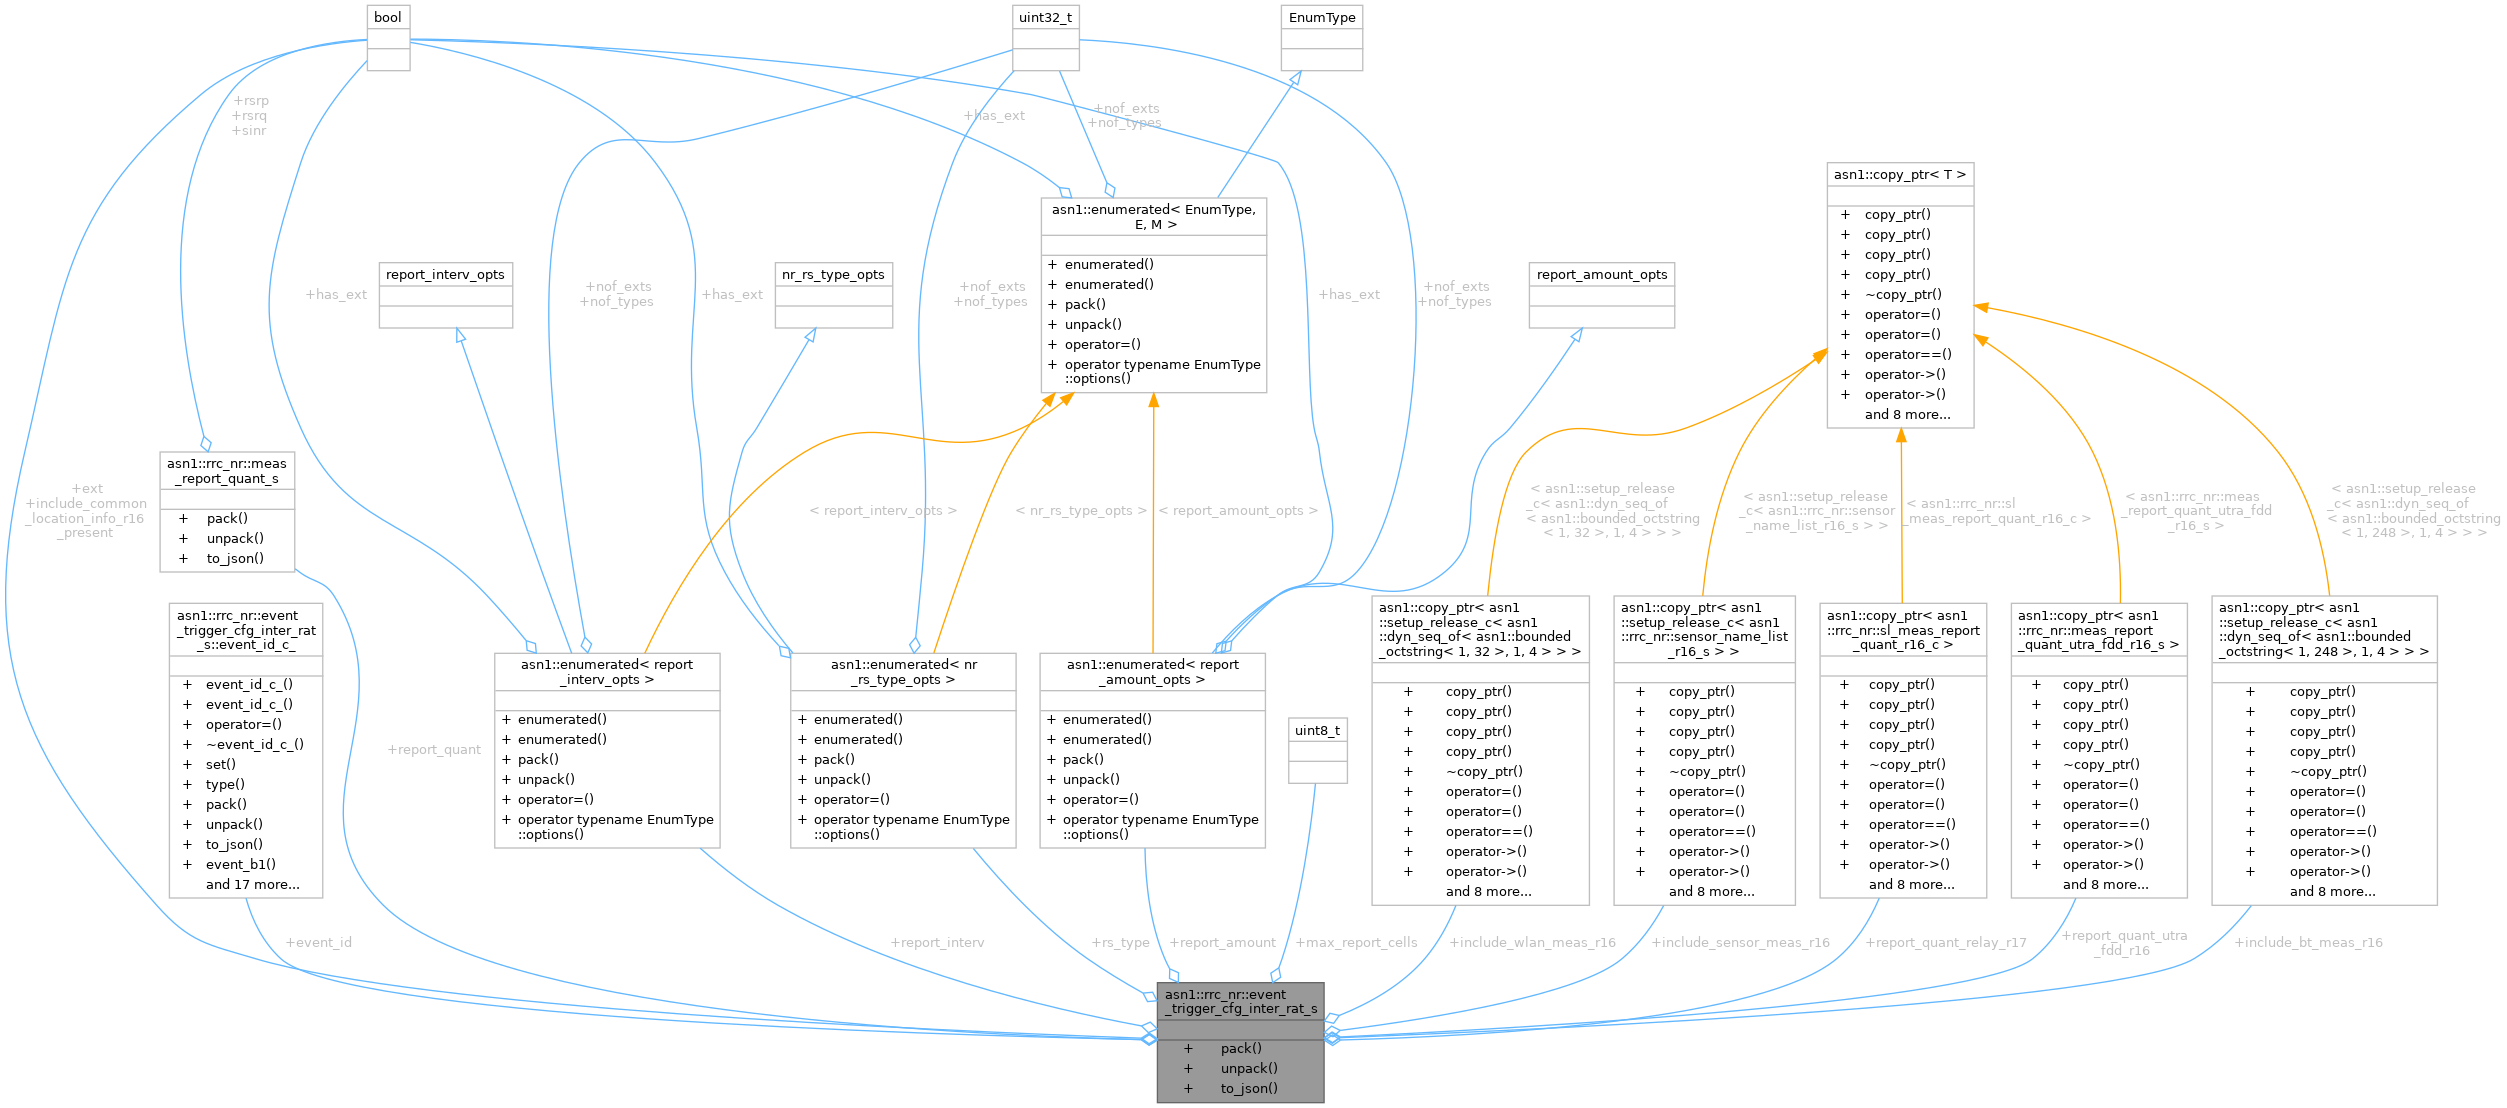 bool
uint32_t
EnumType
+rsrp
+rsrq
+sinr
+has_ext
+nof_exts
+nof_types
asn1::copy_ptr< T >
+ copy_ptr()
+ copy_ptr()
+ copy_ptr()
+ copy_ptr()
+ ~copy_ptr()
+ operator=()
+ operator=()
+ operator==()
+ operator->()
+ operator->()
and 8 more...
asn1::enumerated< EnumType,
E, M >
+ enumerated()
+ enumerated()
+ pack()
+ unpack()
+ operator=()
+ operator typename EnumType
::options()
report_interv_opts
nr_rs_type_opts
report_amount_opts
+has_ext
+nof_exts
+nof_types
+has_ext
+nof_exts
+nof_types
+has_ext
+nof_exts
+nof_types
asn1::rrc_nr::meas
_report_quant_s
+ pack()
+ unpack()
+ to_json()
+ext
+include_common
_location_info_r16
_present
< report_interv_opts >
< nr_rs_type_opts >
< report_amount_opts >
< asn1::setup_release
_c< asn1::dyn_seq_of
< asn1::bounded_octstring
< 1, 32 >, 1, 4 > > >
< asn1::setup_release
_c< asn1::rrc_nr::sensor
_name_list_r16_s > >
< asn1::rrc_nr::sl
_meas_report_quant_r16_c >
< asn1::rrc_nr::meas
_report_quant_utra_fdd
_r16_s >
< asn1::setup_release
_c< asn1::dyn_seq_of
< asn1::bounded_octstring
< 1, 248 >, 1, 4 > > >
asn1::rrc_nr::event
_trigger_cfg_inter_rat
_s::event_id_c_
+ event_id_c_()
+ event_id_c_()
+ operator=()
+ ~event_id_c_()
+ set()
+ type()
+ pack()
+ unpack()
+ to_json()
+ event_b1()
and 17 more...
+report_quant
asn1::enumerated< report
_interv_opts >
+ enumerated()
+ enumerated()
+ pack()
+ unpack()
+ operator=()
+ operator typename EnumType
::options()
asn1::enumerated< nr
_rs_type_opts >
+ enumerated()
+ enumerated()
+ pack()
+ unpack()
+ operator=()
+ operator typename EnumType
::options()
asn1::enumerated< report
_amount_opts >
+ enumerated()
+ enumerated()
+ pack()
+ unpack()
+ operator=()
+ operator typename EnumType
::options()
uint8_t
asn1::copy_ptr< asn1
::setup_release_c< asn1
::dyn_seq_of< asn1::bounded
_octstring< 1, 32 >, 1, 4 > > >
+ copy_ptr()
+ copy_ptr()
+ copy_ptr()
+ copy_ptr()
+ ~copy_ptr()
+ operator=()
+ operator=()
+ operator==()
+ operator->()
+ operator->()
and 8 more...
asn1::copy_ptr< asn1
::setup_release_c< asn1
::rrc_nr::sensor_name_list
_r16_s > >
+ copy_ptr()
+ copy_ptr()
+ copy_ptr()
+ copy_ptr()
+ ~copy_ptr()
+ operator=()
+ operator=()
+ operator==()
+ operator->()
+ operator->()
and 8 more...
asn1::copy_ptr< asn1
::rrc_nr::sl_meas_report
_quant_r16_c >
+ copy_ptr()
+ copy_ptr()
+ copy_ptr()
+ copy_ptr()
+ ~copy_ptr()
+ operator=()
+ operator=()
+ operator==()
+ operator->()
+ operator->()
and 8 more...
asn1::copy_ptr< asn1
::rrc_nr::meas_report
_quant_utra_fdd_r16_s >
+ copy_ptr()
+ copy_ptr()
+ copy_ptr()
+ copy_ptr()
+ ~copy_ptr()
+ operator=()
+ operator=()
+ operator==()
+ operator->()
+ operator->()
and 8 more...
asn1::copy_ptr< asn1
::setup_release_c< asn1
::dyn_seq_of< asn1::bounded
_octstring< 1, 248 >, 1, 4 > > >
+ copy_ptr()
+ copy_ptr()
+ copy_ptr()
+ copy_ptr()
+ ~copy_ptr()
+ operator=()
+ operator=()
+ operator==()
+ operator->()
+ operator->()
and 8 more...
+event_id
+report_interv
+rs_type
+report_amount
+max_report_cells
+include_wlan_meas_r16
+include_sensor_meas_r16
+report_quant_relay_r17
+report_quant_utra
_fdd_r16
+include_bt_meas_r16
asn1::rrc_nr::event
_trigger_cfg_inter_rat_s
+ pack()
+ unpack()
+ to_json()